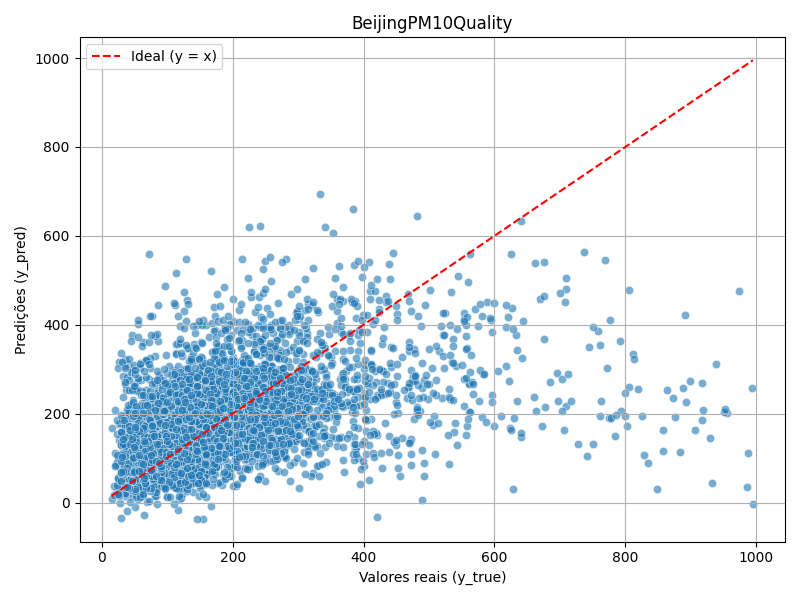 BeijingPM10Quality
Ideal (y = x)
Predições (y_pred)
1000
800
600
400
200
0
0 200 400 600 800 1000
Valores reais (y_true)